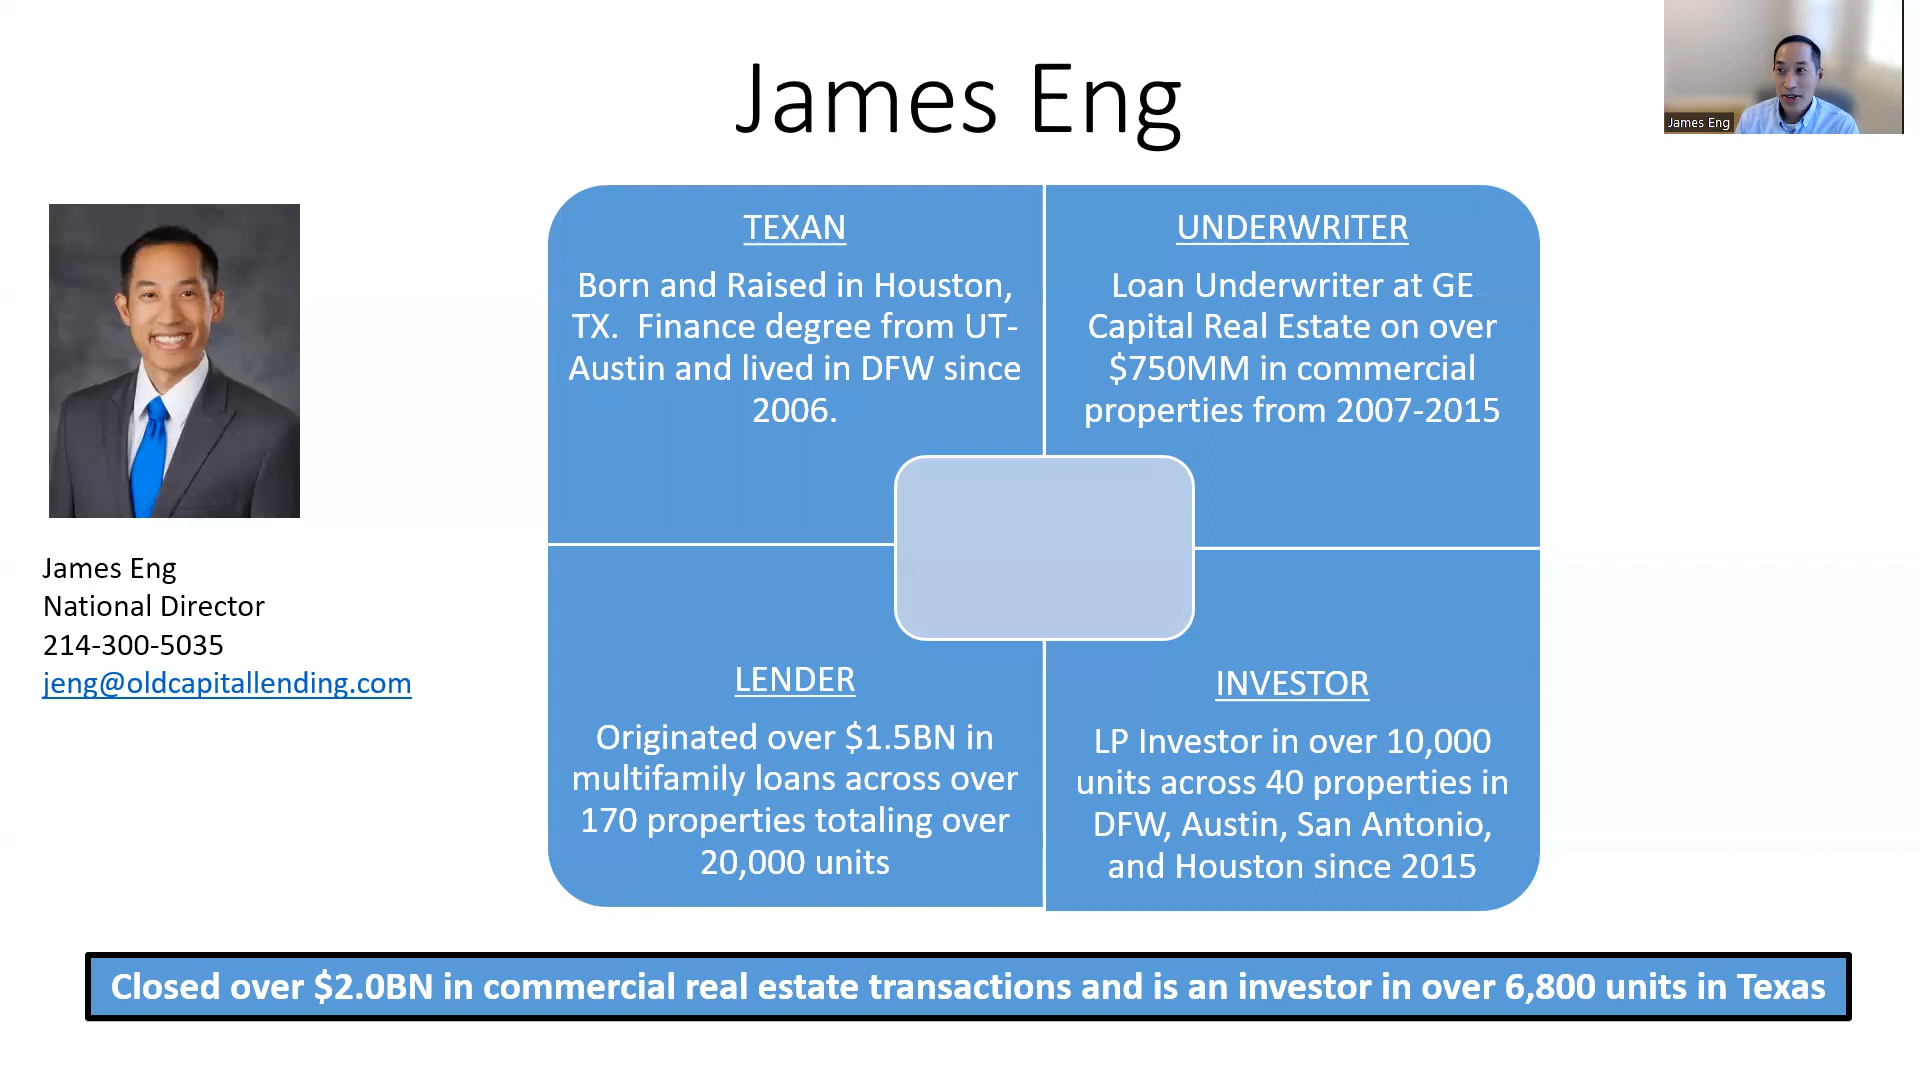 James Eng
James Eng
TEXAN
Born and Raised in Houston,
TX.  Finance degree from UT-
Austin and lived in DFW since
2006.
UNDERWRITER
Loan Underwriter at GE
Capital Real Estate on over
$750MM in commercial
properties from 2007-2015
James Eng
National Director
214-300-5035
jeng@oldcapitallending.com
LENDER
Originated over $1.5BN in
multifamily loans across over
170 properties totaling over
20,000 units
INVESTOR
LP Investor in over 10,000
units across 40 properties in
DFW, Austin, San Antonio,
and Houston since 2015
Closed over $2.0BN in commercial real estate transactions and is an investor in over 6,800 units in Texas